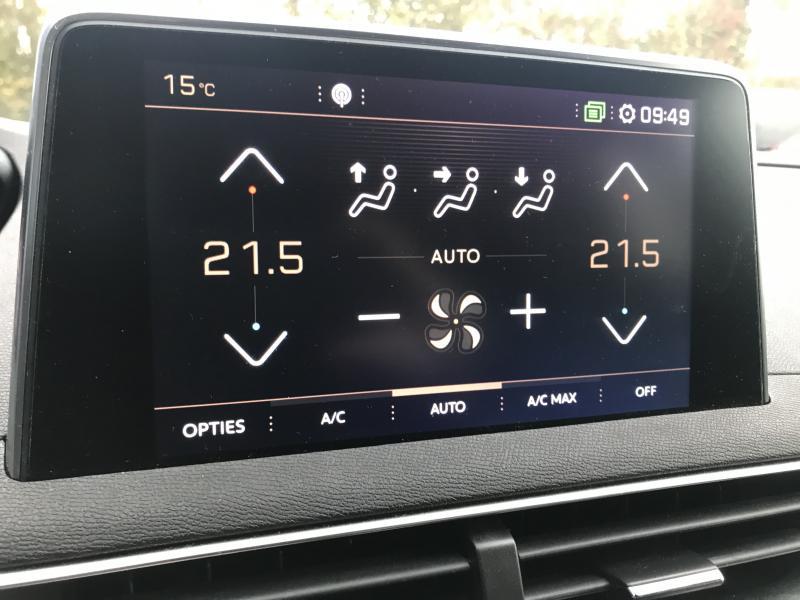 15°C 09:49
21.5 AUTO 21.5
OPTIES A/C AUTO A/C MAX OFF